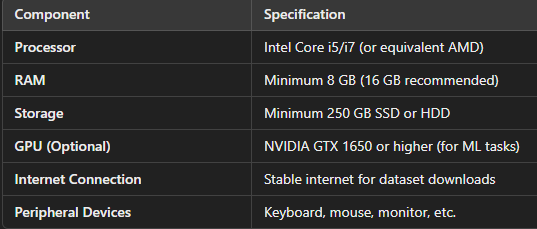 Component Specification
Processor Intel Core i5/i7 (or equivalent AMD)
RAM Minimum 8 GB (16 GB recommended)
Storage Minimum 250 GB SSD or HDD
GPU (Optional) NVIDIA GTX 1650 or higher (for ML tasks)
Internet Connection Stable internet for dataset downloads
Peripheral Devices Keyboard, mouse, monitor, etc.